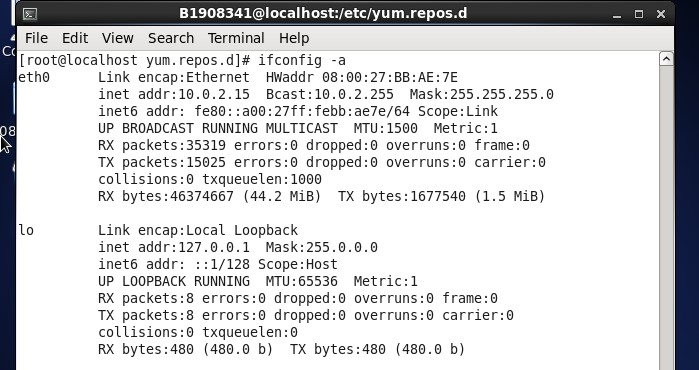 B1908341@localhost:/etc/yum.repos.d
File Edit View Search Terminal Help
[root@localhost yum.repos.d]# ifconfig -a
eth0 Link encap:Ethernet HWaddr 08:00:27:BB:AE:7E
inet addr:10.0.2.15 Bcast:10.0.2.255 Mask:255.255.255.0
inet6 addr: fe80::a00:27ff:febb:ae7e/64 Scope:Link
UP BROADCAST RUNNING MULTICAST MTU:1500 Metric:1
RX packets:35319 errors:0 dropped:0 overruns:0 frame:0
TX packets:15025 errors:0 dropped:0 overruns:0 carrier:0
collisions:0 txqueuelen:1000
RX bytes:46374667 (44.2 MiB) TX bytes:1677540 (1.5 MiB)
lo Link encap:Local Loopback
inet addr:127.0.0.1 Mask:255.0.0.0
inet6 addr: ::1/128 Scope:Host
UP LOOPBACK RUNNING MTU:65536 Metric:1
RX packets:8 errors:0 dropped:0 overruns:0 frame:0
TX packets:8 errors:0 dropped:0 overruns:0 carrier:0
collisions:0 txqueuelen:0
RX bytes:480 (480.0 b) TX bytes:480 (480.0 b)